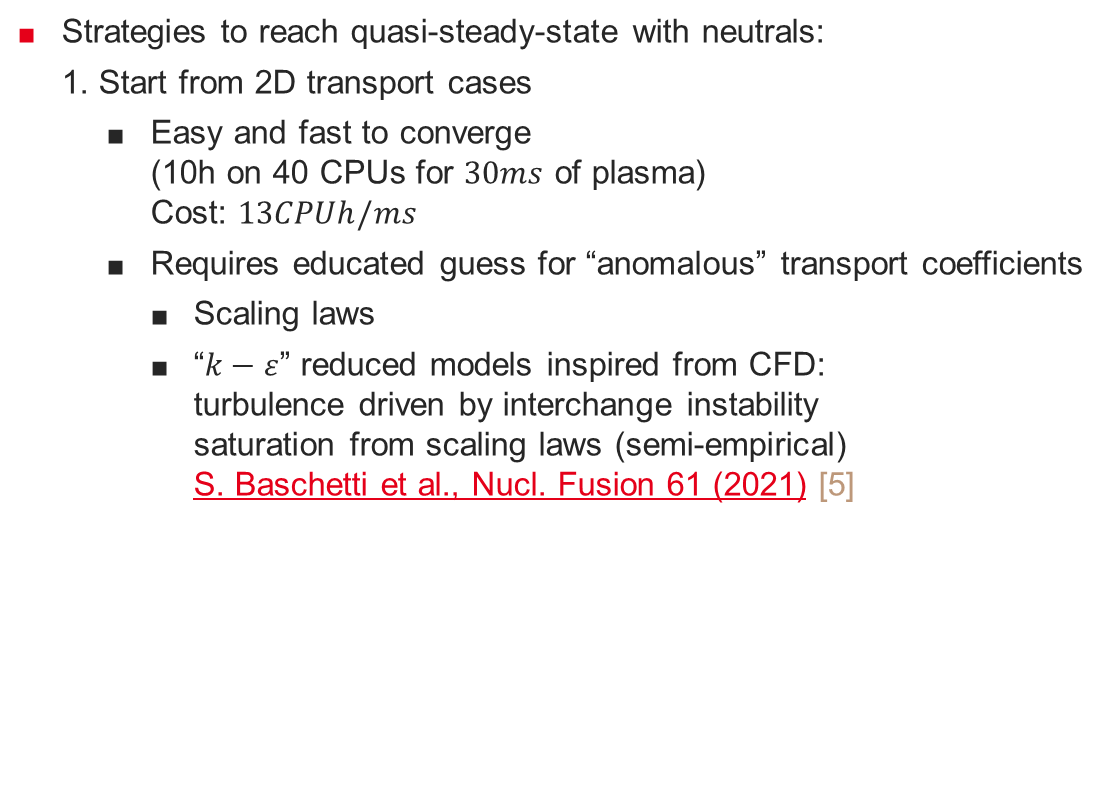 ■ Strategies to reach quasi-steady-state with neutrals:
1. Start from 2D transport cases
■ Easy and fast to converge
(10h on 40 CPUs for 30ms of plasma)
Cost: 13CPUh/ms
■ Requires educated guess for “anomalous” transport coefficients
■ Scaling laws
■ “k − ε” reduced models inspired from CFD:
turbulence driven by interchange instability
saturation from scaling laws (semi-empirical)
S. Baschetti et al., Nucl. Fusion 61 (2021) [5]